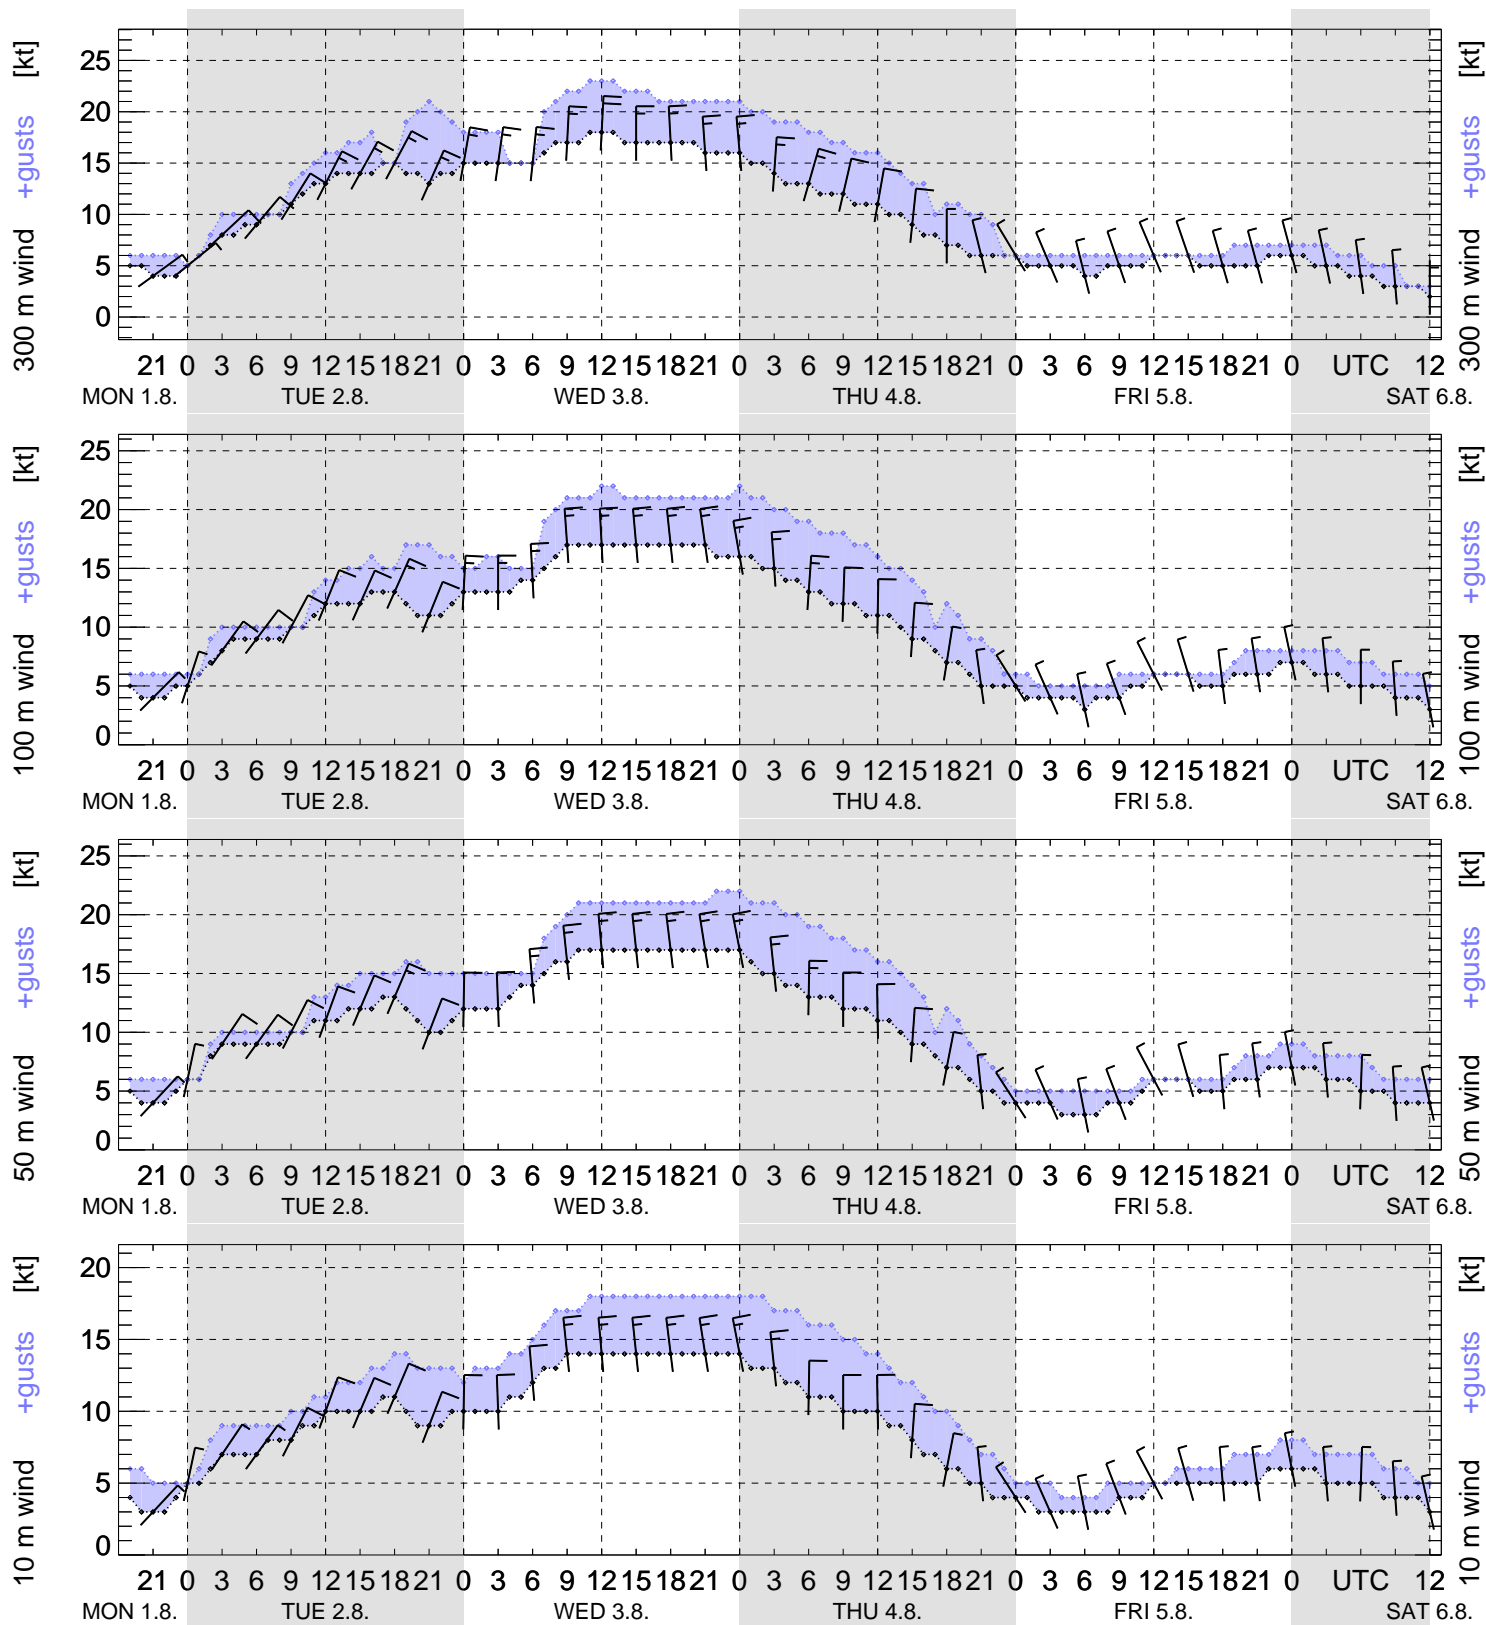 300 m wind +gusts [kt]
25
20
15
10
5
0
300 m wind +gusts [kt]
21 0 3 6 9 12 15 18 21 0 3 6 9 12 15 18 21 0 3 6 9 12 15 18 21 0 3 6 9 12 15 18 21 0 UTC 12
MON 1.8. TUE 2.8. WED 3.8. THU 4.8. FRI 5.8. SAT 6.8.
100 m wind +gusts [kt]
25
20
15
10
5
0
100 m wind +gusts [kt]
21 0 3 6 9 12 15 18 21 0 3 6 9 12 15 18 21 0 3 6 9 12 15 18 21 0 3 6 9 12 15 18 21 0 UTC 12
MON 1.8. TUE 2.8. WED 3.8. THU 4.8. FRI 5.8. SAT 6.8.
50 m wind +gusts [kt]
25
20
15
10
5
0
50 m wind +gusts [kt]
21 0 3 6 9 12 15 18 21 0 3 6 9 12 15 18 21 0 3 6 9 12 15 18 21 0 3 6 9 12 15 18 21 0 UTC 12
MON 1.8. TUE 2.8. WED 3.8. THU 4.8. FRI 5.8. SAT 6.8.
10 m wind +gusts [kt]
20
15
10
5
0
10 m wind +gusts [kt]
21 0 3 6 9 12 15 18 21 0 3 6 9 12 15 18 21 0 3 6 9 12 15 18 21 0 3 6 9 12 15 18 21 0 UTC 12
MON 1.8. TUE 2.8. WED 3.8. THU 4.8. FRI 5.8. SAT 6.8.